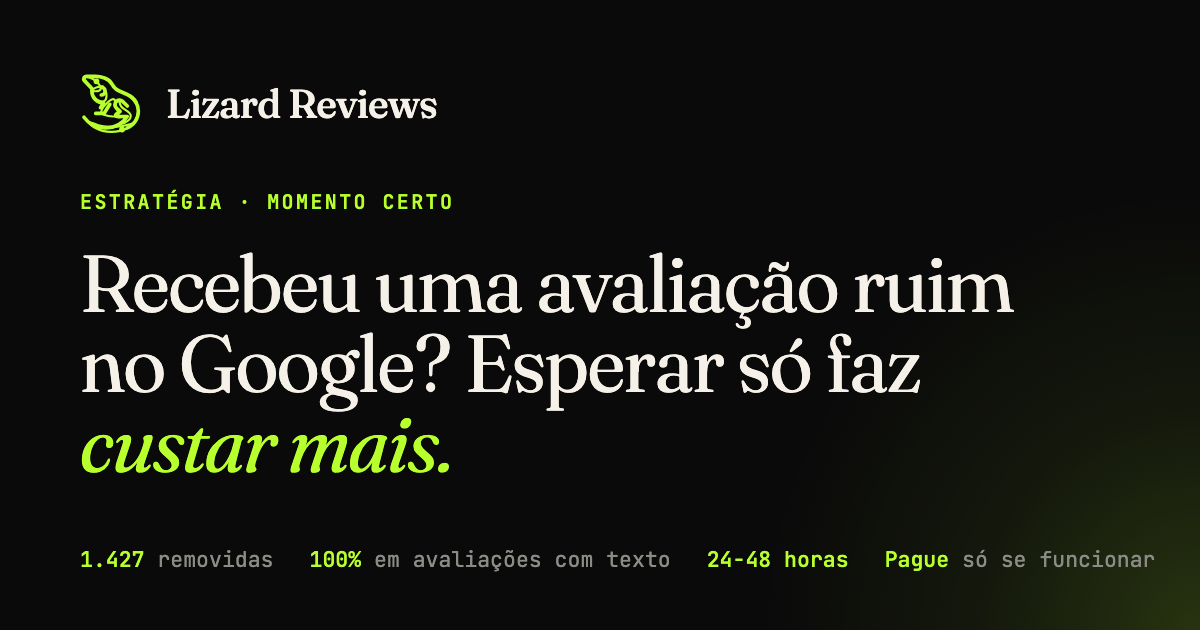 Lizard Reviews
ESTRATÉGIA · MOMENTO CERTO
Recebeu uma avaliação ruim
no Google? Esperar só faz
custar mais.
1.427 removidas 100% em avaliações com texto 24-48 horas Pague só se funcionar